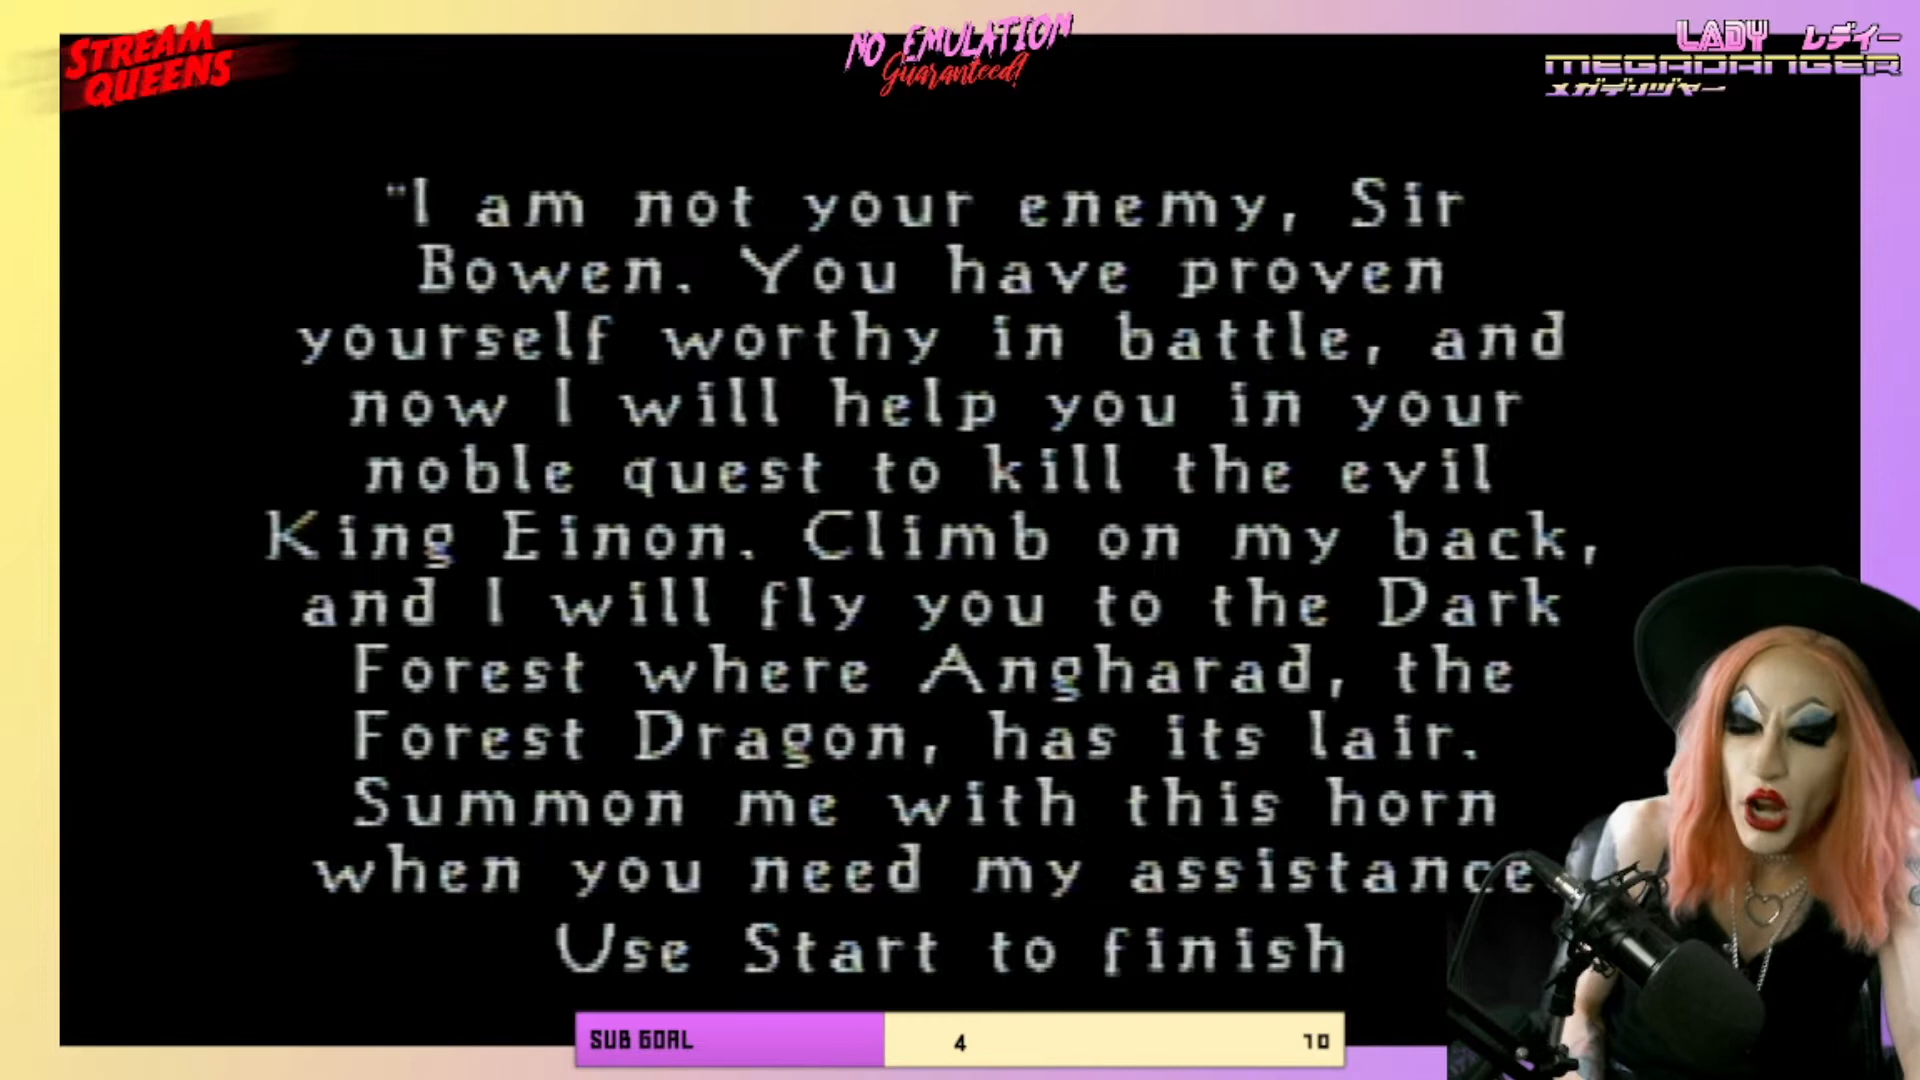 STREAM
QUEENS
NO EMULATION
Guaranteed!
LADY レディー
MEGADANGER
メガデンジャー
"I am not your enemy, Sir
Bowen. You have proven
yourself worthy in battle, and
now I will help you in your
noble quest to kill the evil
King Einon. Climb on my back,
and I will fly you to the Dark
Forest where Angharad, the
Forest Dragon, has its lair.
Summon me with this horn
when you need my assistance
Use Start to finish
SUB GOAL 4 10